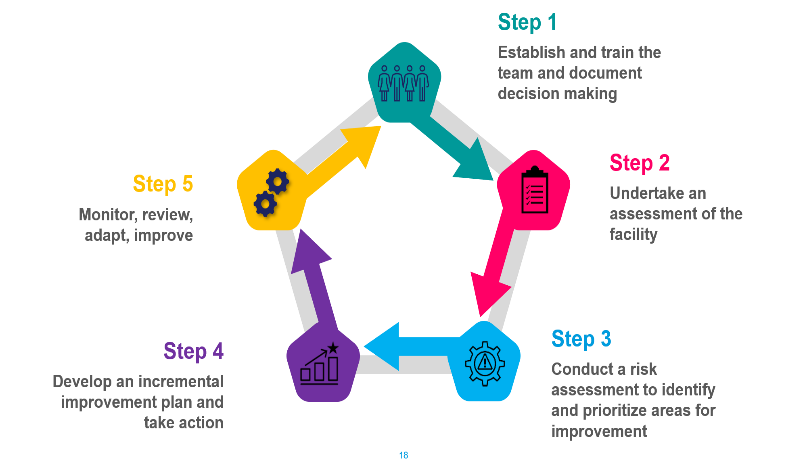 Step 1
Establish and train the
team and document
decision making
Step 2
Undertake an
assessment of the
facility
Step 3
Conduct a risk
assessment to identify
and prioritize areas for
improvement
Step 4
Develop an incremental
improvement plan and
take action
Step 5
Monitor, review,
adapt, improve
18